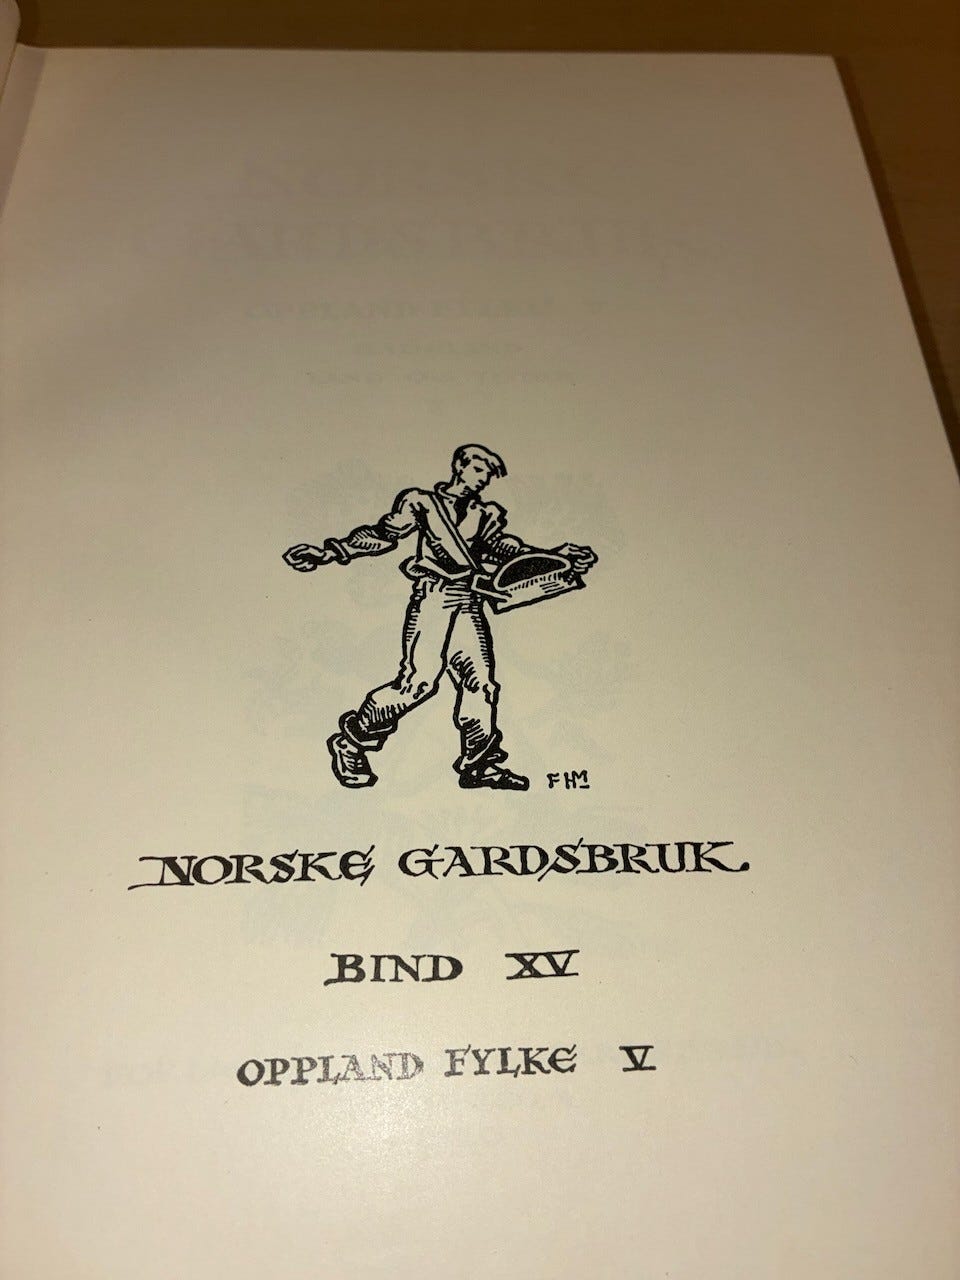 FHM
NORSKE GARDSBRUK
BIND XV
OPPLAND FYLKE V